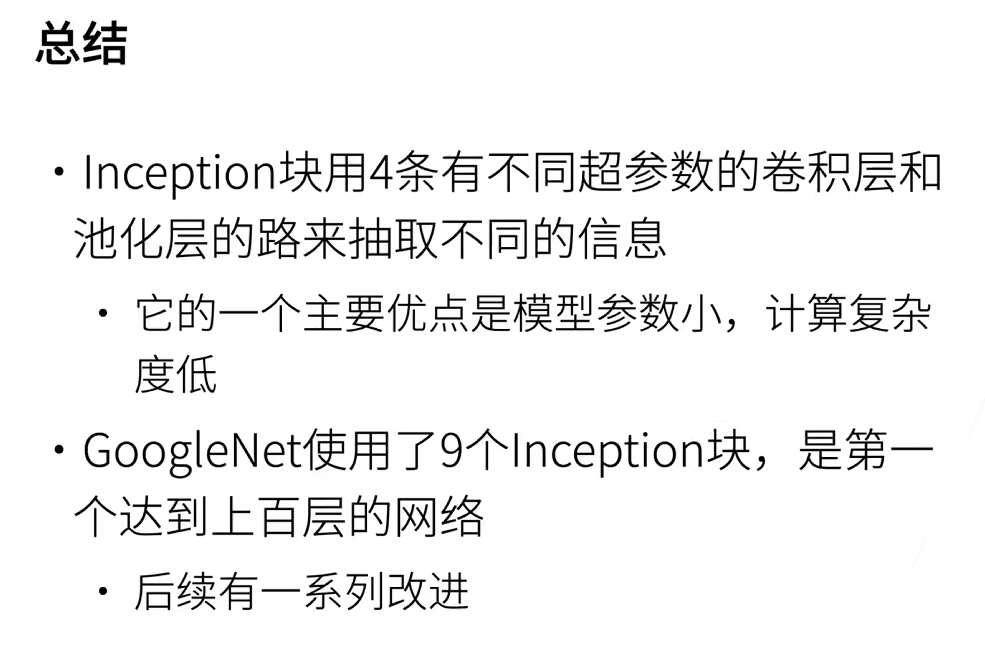 总结
• Inception块用4条有不同超参数的卷积层和
池化层的路来抽取不同的信息
• 它的一个主要优点是模型参数小，计算复杂
度低
• GoogleNet使用了9个Inception块，是第一
个达到上百层的网络
• 后续有一系列改进